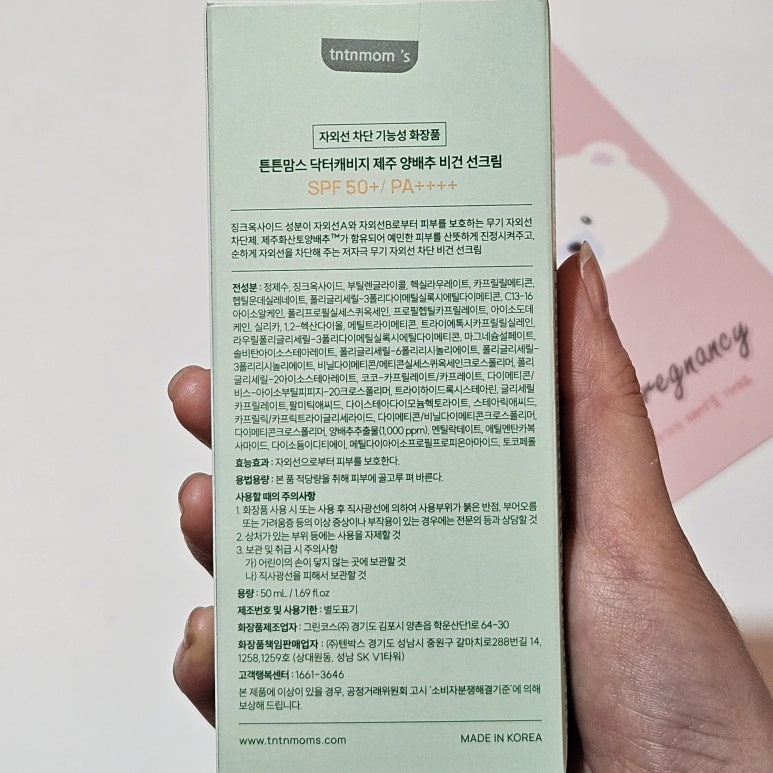 tntnmom 's
자외선 차단 기능성 화장품
튼튼맘스 닥터캐비지 제주 양배추 비건 선크림
SPF 50+/ PA++++
징크옥사이드 성분이 자외선A와 자외선B로부터 피부를 보호하는 무기 자외선
차단제. 제주화산토양배추™가 함유되어 예민한 피부를 산뜻하게 진정시켜주고,
순하게 자외선을 차단해 주는 저자극 무기 자외선 차단 비건 선크림
전성분 : 정제수, 징크옥사이드, 부틸렌글라이콜, 헥실라우레이트, 카프릴릴메티콘,
헵틸운데실레네이트, 폴리글리세릴-3폴리다이메틸실록시에틸다이메티콘, C13-16
아이소알케인, 폴리프로필실세스퀴옥세인, 프로필헵틸카프릴레이트, 아이소도데
케인, 실리카, 1,2-헥산다이올, 메틸트라이메티콘, 트라이에톡시카프릴릴실레인,
라우릴폴리글리세릴-3폴리다이메틸실록시에틸다이메티콘, 마그네슘설페이트,
솔비탄아이소스테아레이트, 폴리글리세릴-6폴리리시놀리에이트, 폴리글리세릴-
3폴리리시놀리에이트, 비닐다이메티콘/메티콘실세스퀴옥세인크로스폴리머, 폴리
글리세릴-2아이소스테아레이트, 코코-카프릴레이트/카프레이트, 다이메티콘/
비스-아이소부틸피피지-20크로스폴리머, 트라이하이드록시스테아린, 글리세릴
카프릴레이트,팔미틱애씨드, 다이스테아다이모늄헥토라이트, 스테아릭애씨드,
카프릴릭/카프릭트라이글리세라이드, 다이메티콘/비닐다이메티콘크로스폴리머,
다이메티콘크로스폴리머, 양배추추출물(1,000 ppm), 멘틸락테이트, 에틸멘탄카복
사마이드, 다이소듐이디티에이, 메틸다이아이소프로필프로피온아마이드, 토코페롤
효능효과 : 자외선으로부터 피부를 보호한다.
용법용량 : 본 품 적당량을 취해 피부에 골고루 펴 바른다.
사용할 때의 주의사항
1. 화장품 사용 시 또는 사용 후 직사광선에 의하여 사용부위가 붉은 반점, 부어오름
또는 가려움증 등의 이상 증상이나 부작용이 있는 경우에는 전문의 등과 상담할 것
2. 상처가 있는 부위 등에는 사용을 자제할 것
3. 보관 및 취급 시 주의사항
가) 어린이의 손이 닿지 않는 곳에 보관할 것
나) 직사광선을 피해서 보관할 것
용량 : 50 mL / 1.69 fl.oz
제조번호 및 사용기한 : 별도표기
화장품제조업자 : 그린코스(주) 경기도 김포시 양촌읍 학운산단1로 64-30
화장품책임판매업자 : (주)텐박스 경기도 성남시 중원구 갈마치로288번길 14,
1258,1259호 (상대원동, 성남 SK V1타워)
고객행복센터 : 1661-3646
본 제품에 이상이 있을 경우, 공정거래위원회 고시 '소비자분쟁해결기준'에 의해
보상해 드립니다.
www.tntnmoms.com
MADE IN KOREA
regnancy